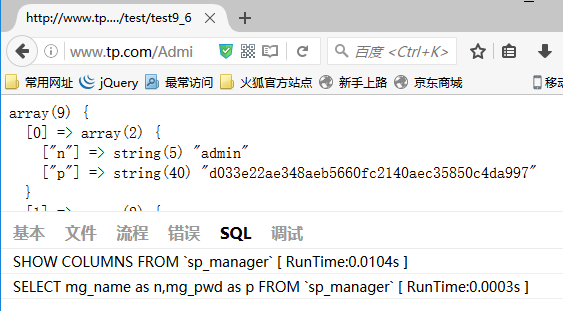 http://www.tp..../test/test9_6
www.tp.com/Admi
百度 <Ctrl+K>
常用网址 jQuery 最常访问 火狐官方站点 新手上路 京东商城 移动
array(9) {
[0] => array(2) {
["n"] => string(5) "admin"
["p"] => string(40) "d033e22ae348aeb5660fc2140aec35850c4da997"
}
基本 文件 流程 错误 SQL 调试
SHOW COLUMNS FROM `sp_manager` [ RunTime:0.0104s ]
SELECT mg_name as n,mg_pwd as p FROM `sp_manager` [ RunTime:0.0003s ]